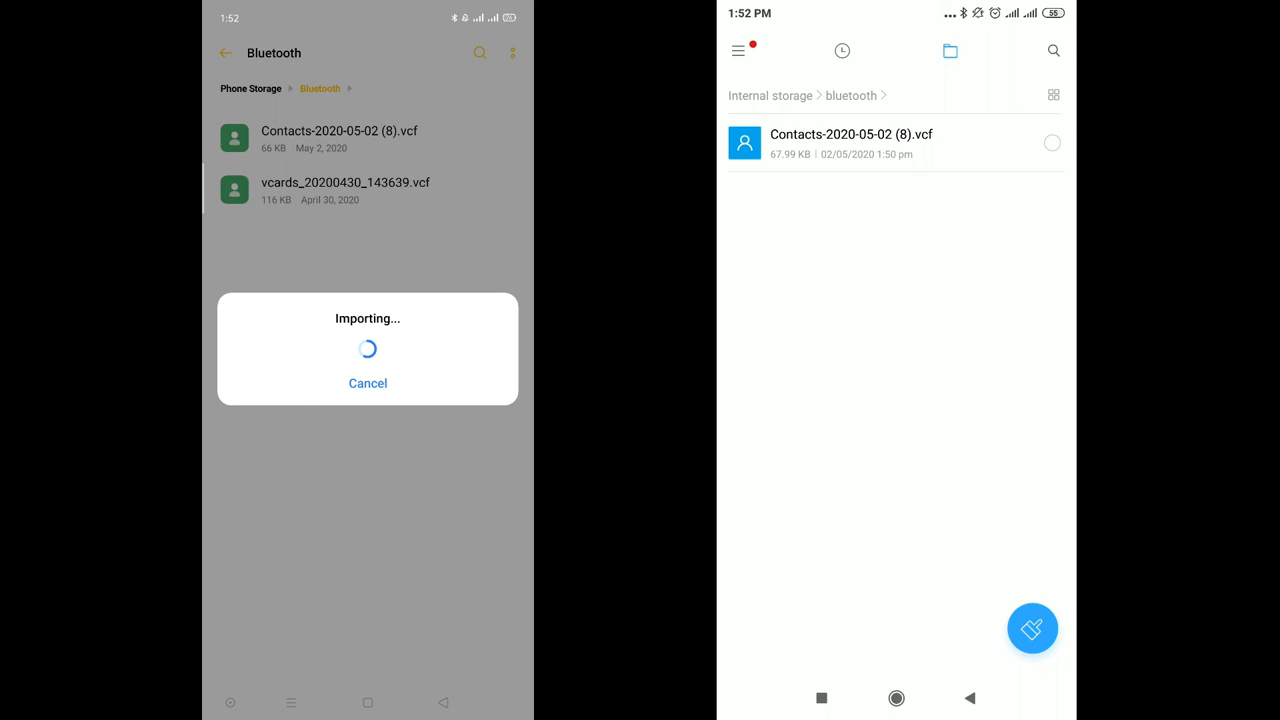 1:52
Bluetooth
Phone Storage
Bluetooth
Contacts-2020-05-02 (8).vcf
66 KB May 2, 2020
vcards_20200430_143639.vcf
116 KB April 30, 2020
Importing...
Cancel
1:52 PM
55
Internal storage > bluetooth >
Contacts-2020-05-02 (8).vcf
67.99 KB | 02/05/2020 1:50 pm